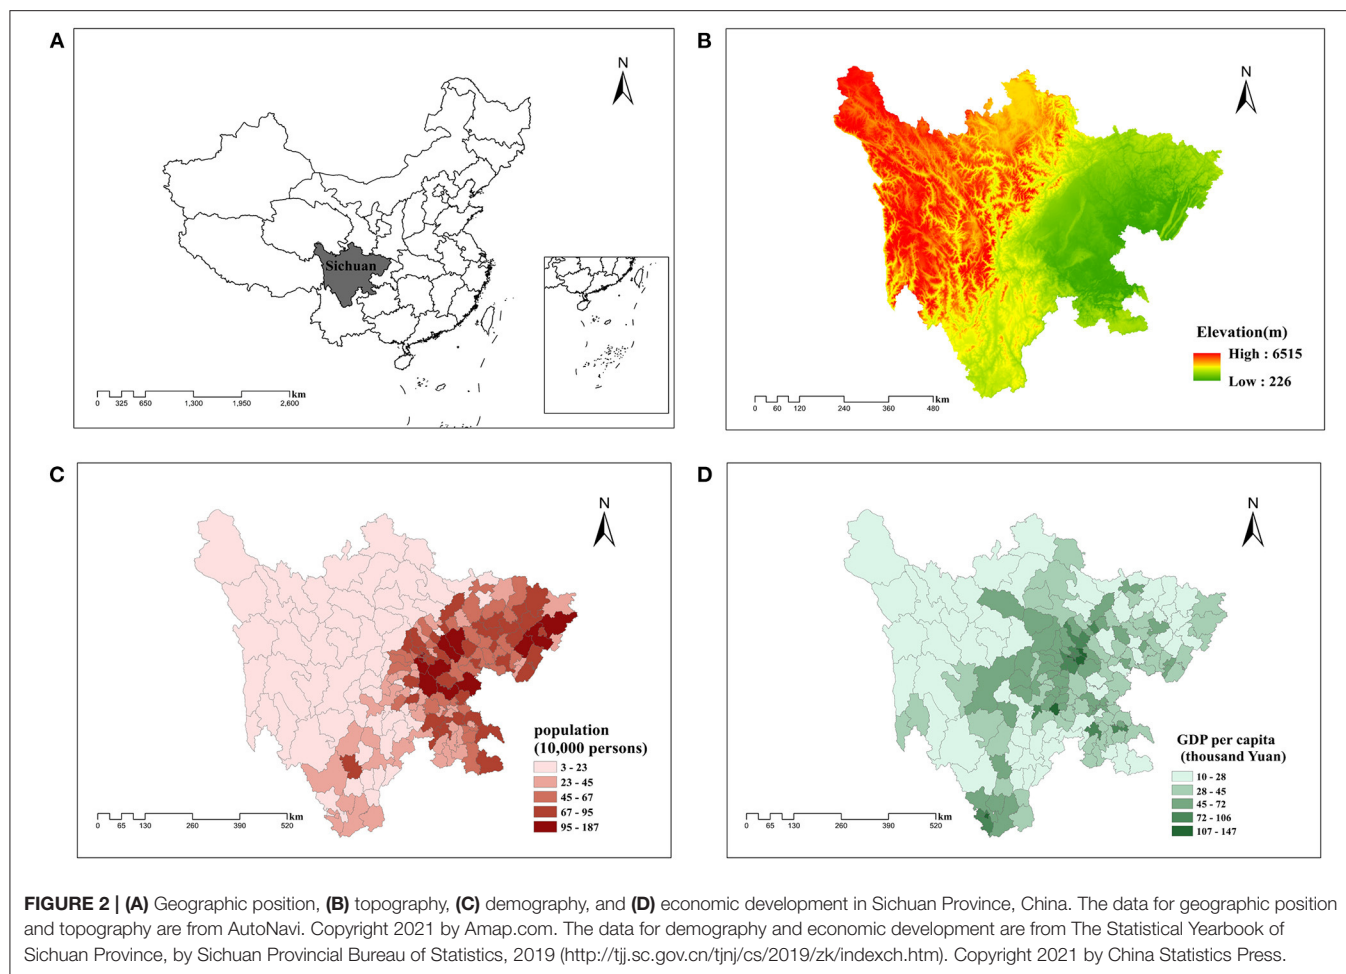 A
N
Sichuan
km
0 325 650 1,300 1,950 2,600
B
N
Elevation(m)
High : 6515
Low : 226
km
0 60 120 240 360 480
C
N
population
(10,000 persons)
3 - 23
23 - 45
45 - 67
67 - 95
95 - 187
km
0 65 130 260 390 520
D
N
GDP per capita
(thousand Yuan)
10 - 28
28 - 45
45 - 72
72 - 106
107 - 147
km
0 65 130 260 390 520
FIGURE 2 | (A) Geographic position, (B) topography, (C) demography, and (D) economic development in Sichuan Province, China. The data for geographic position
and topography are from AutoNavi. Copyright 2021 by Amap.com. The data for demography and economic development are from The Statistical Yearbook of
Sichuan Province, by Sichuan Provincial Bureau of Statistics, 2019 (http://tjj.sc.gov.cn/tjnj/cs/2019/zk/indexch.htm). Copyright 2021 by China Statistics Press.